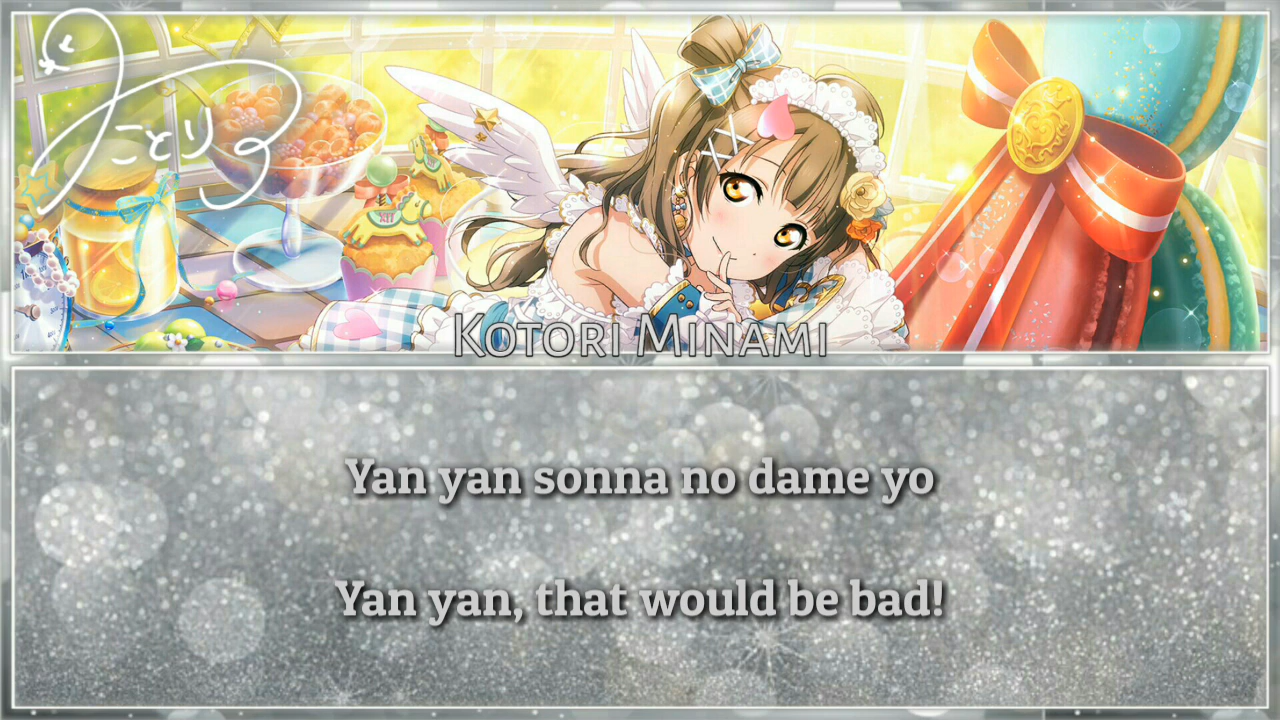 ことり
Kotori Minami
Yan yan sonna no dame yo
Yan yan, that would be bad!